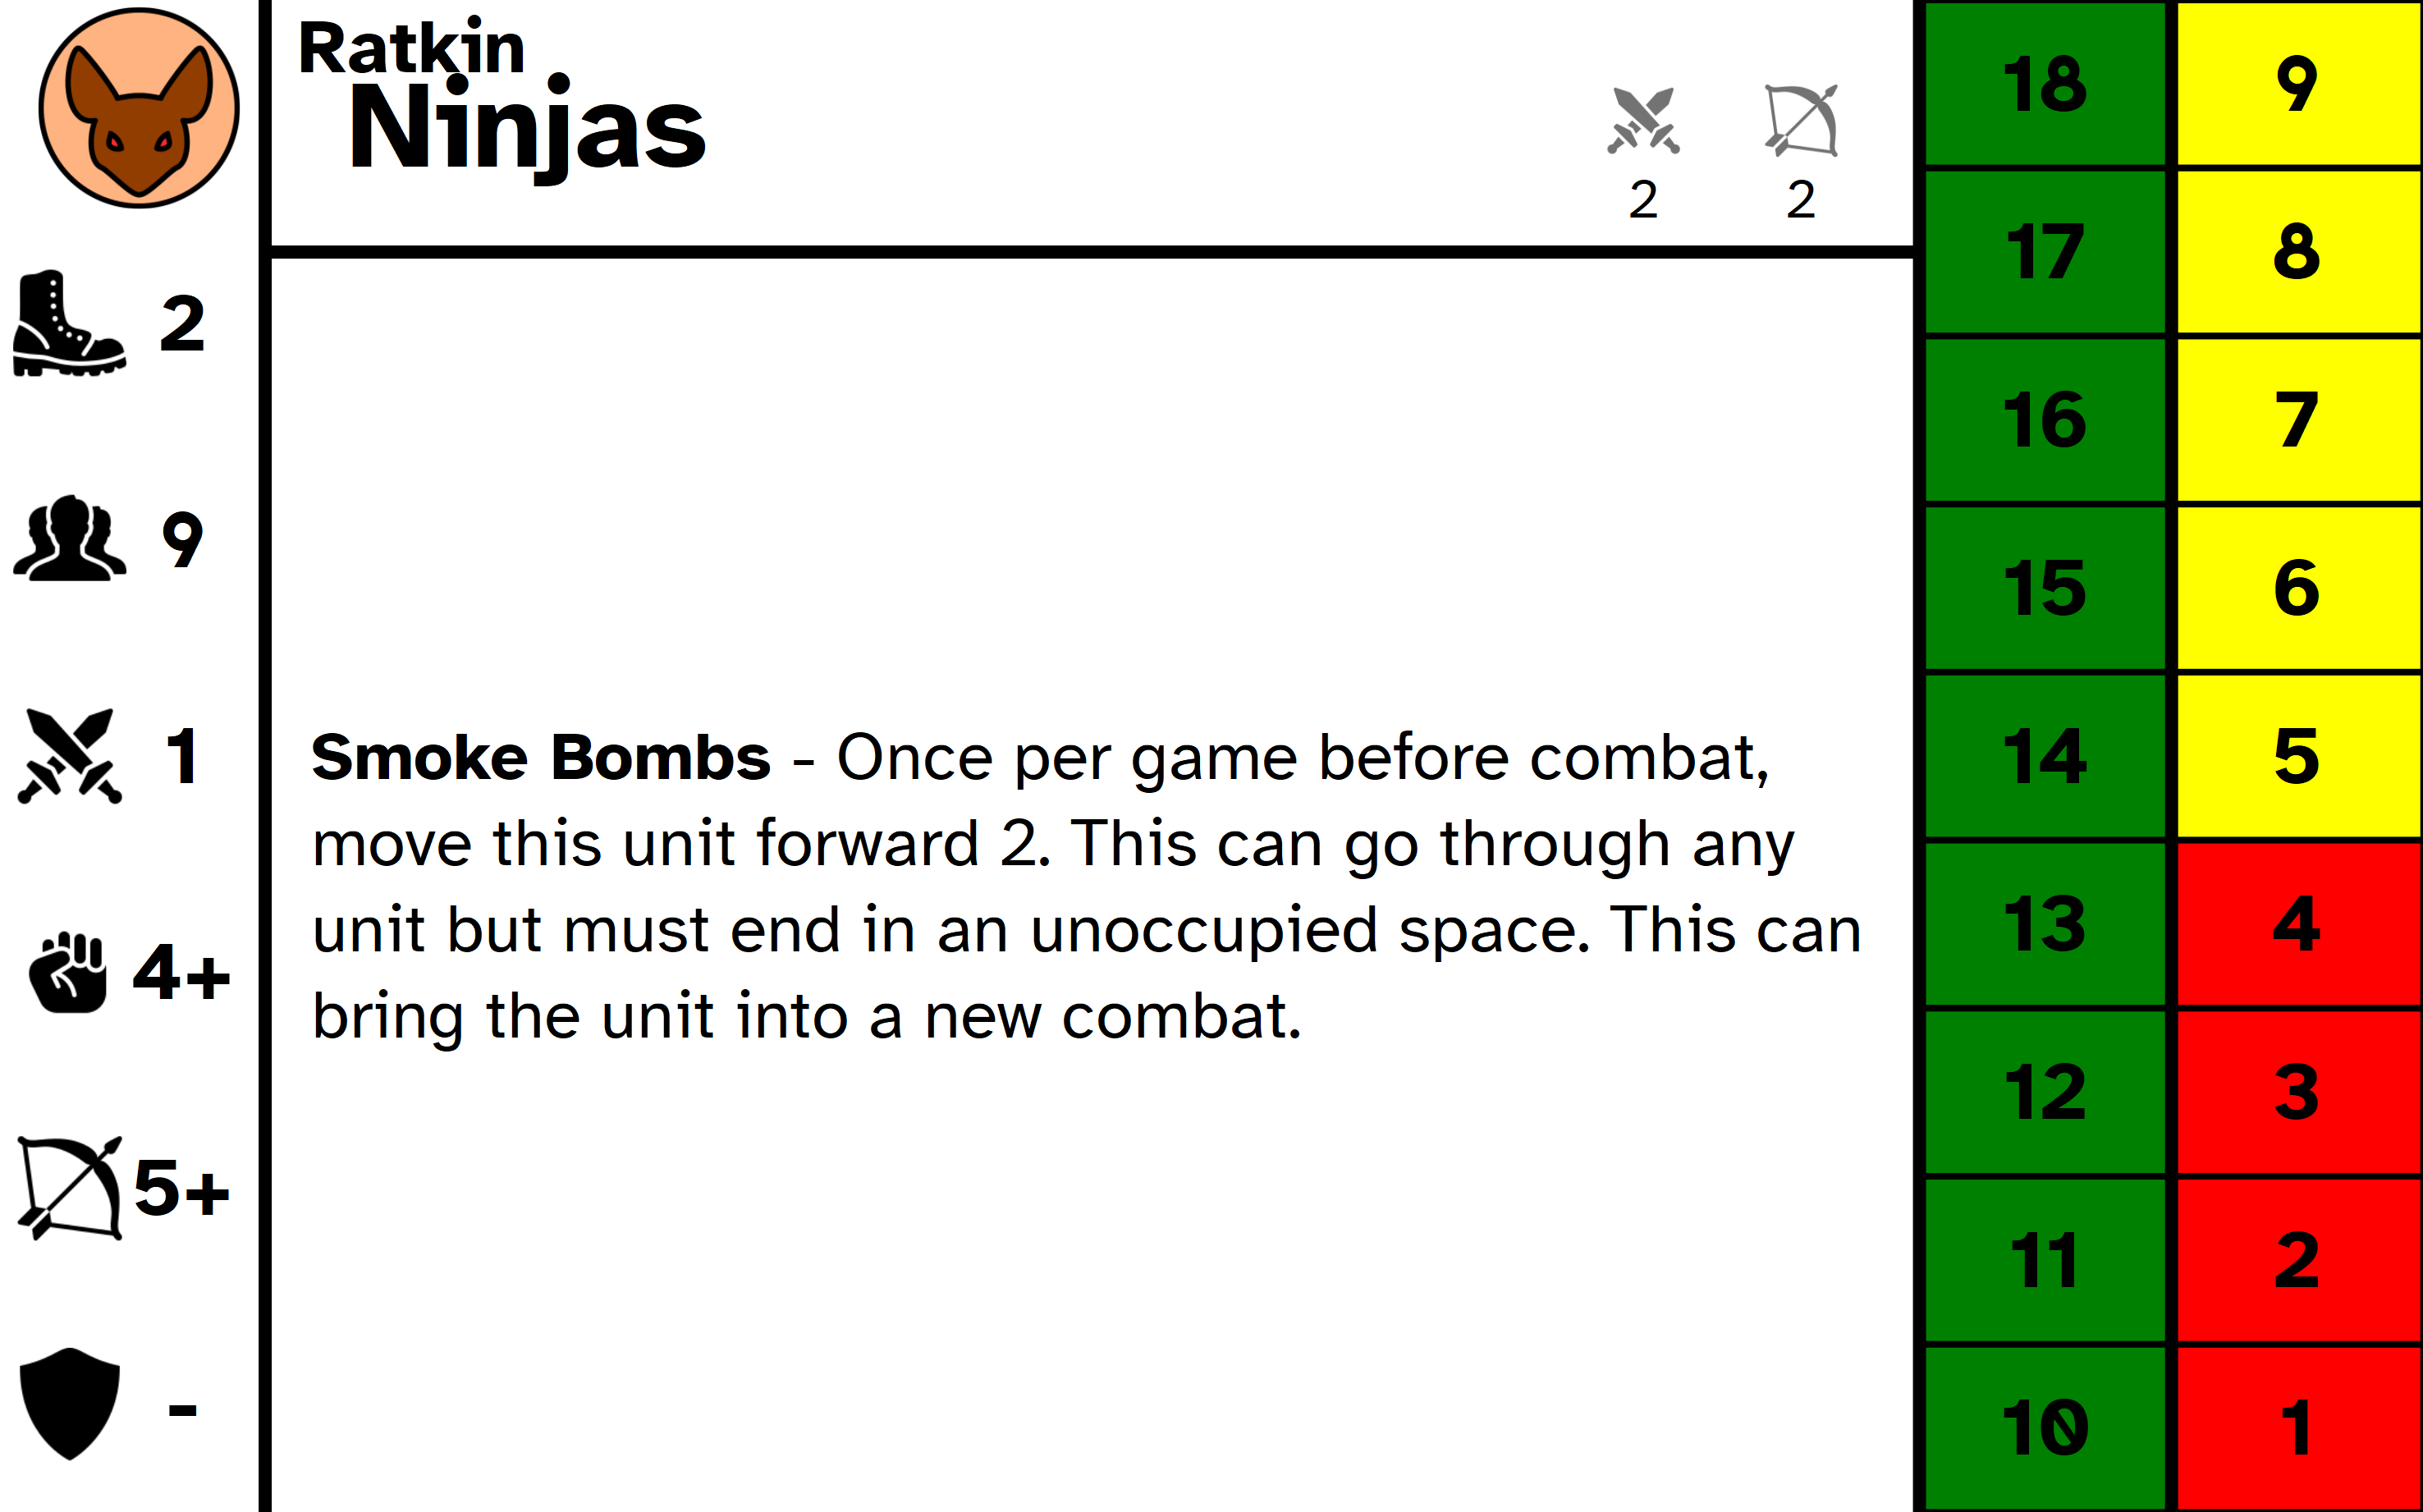 Ratkin
Ninjas
2 2
2
9
1
4+
5+
-
Smoke Bombs - Once per game before combat,
move this unit forward 2. This can go through any
unit but must end in an unoccupied space. This can
bring the unit into a new combat.
18 9
17 8
16 7
15 6
14 5
13 4
12 3
11 2
10 1